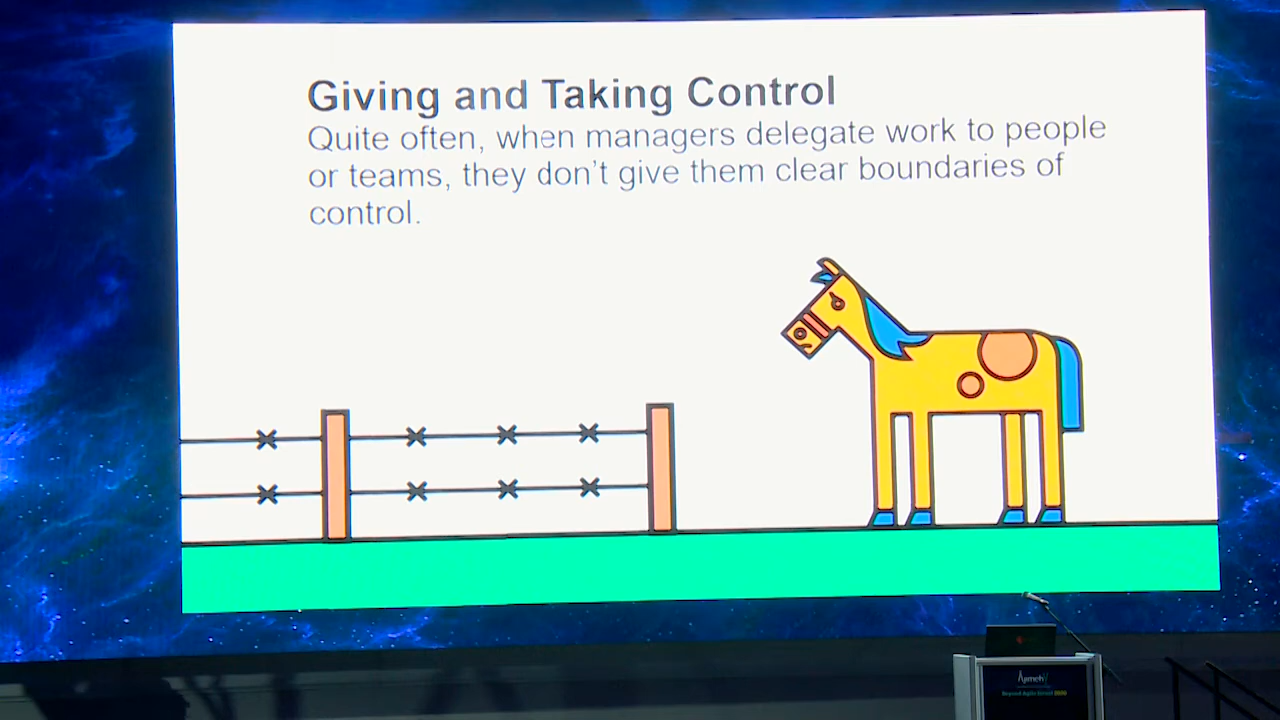 Giving and Taking Control
Quite often, when managers delegate work to people
or teams, they don't give them clear boundaries of
control.